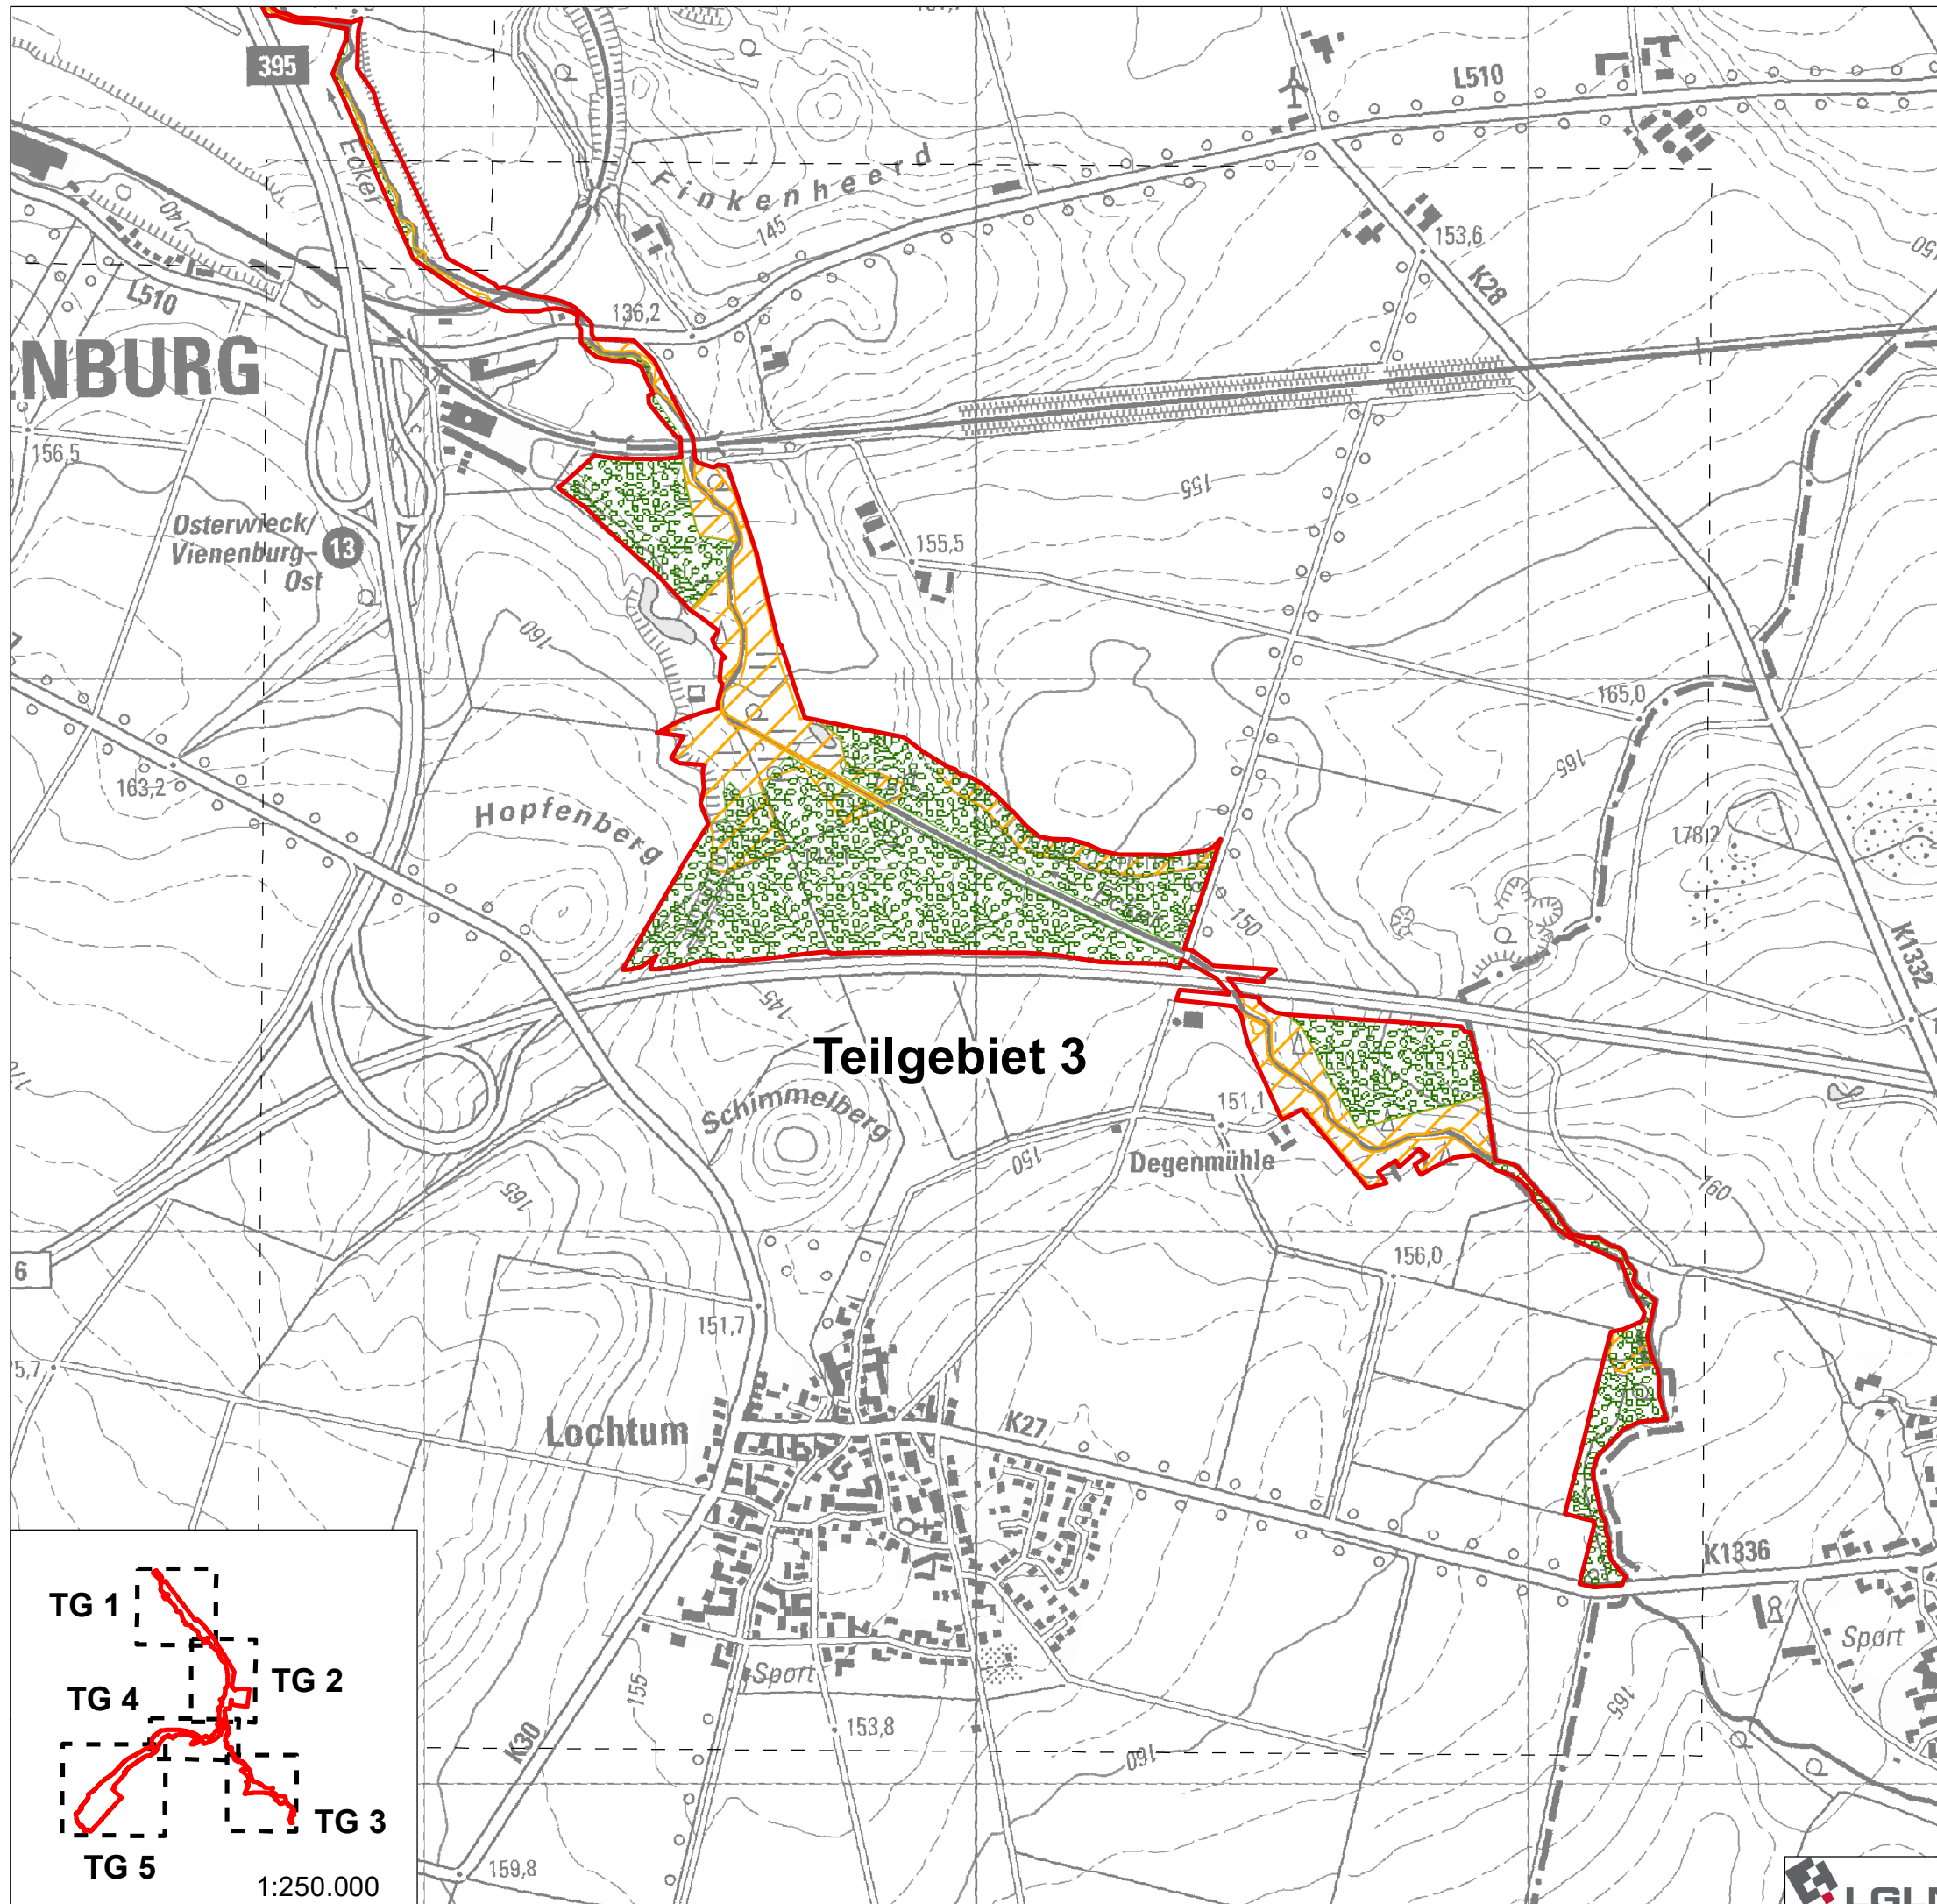 395
L510
Ecker
Finkenheerd
140
145
153,6
L510
136,2
K28
NBURG
156,5
155
Osterwieck/
Vienenburg-
Ost
13
155,5
160
165,0
165
163,2
Hopfenberg
178,2
150
K1332
145
Teilgebiet 3
Schimmelberg
151,1
150
Degenmühle
165
160
156,0
6
151,7
5,7
Lochtum
K27
K1336
TG 1
TG 2
TG 4
TG 3
TG 5
1:250.000
Sport
Sport
155
165
153,8
K30
160
159,8